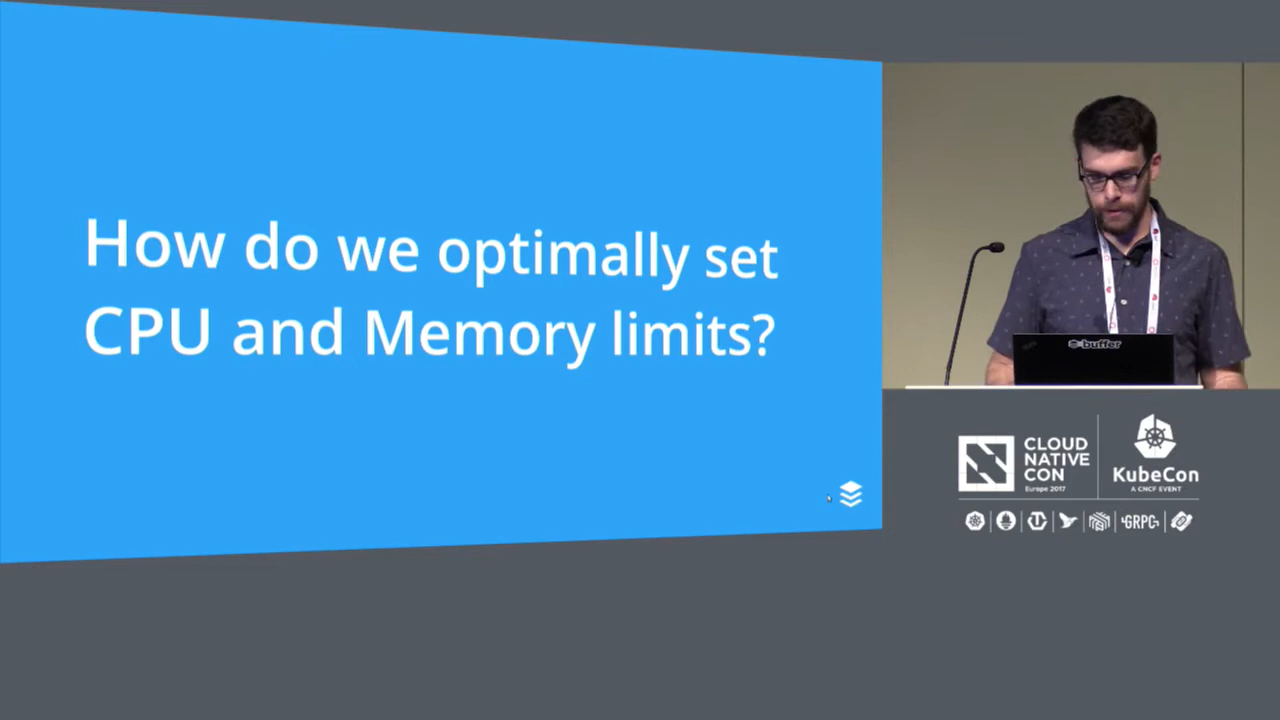 How do we optimally set
CPU and Memory limits?
buffer
CLOUD
NATIVE
CON
Europe 2017
KubeCon
A CNCF EVENT
GRPC